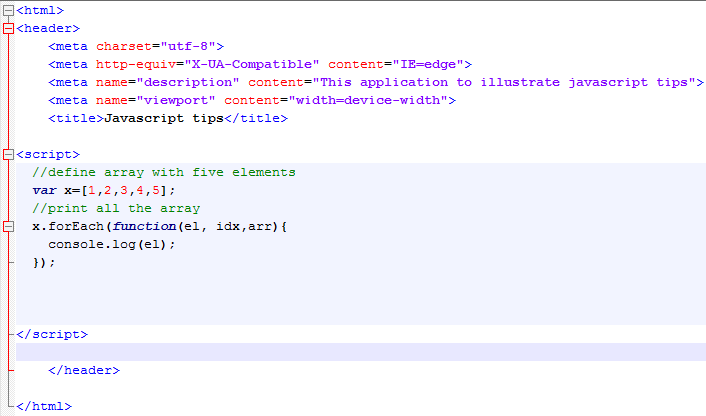 <html>
<header>
<meta charset="utf-8">
<meta http-equiv="X-UA-Compatible" content="IE=edge">
<meta name="description" content="This application to illustrate javascript tips">
<meta name="viewport" content="width=device-width">
<title>Javascript tips</title>
<script>
//define array with five elements
var x=[1,2,3,4,5];
//print all the array
x.forEach(function(el, idx,arr){
console.log(el);
});
</script>
</header>
</html>